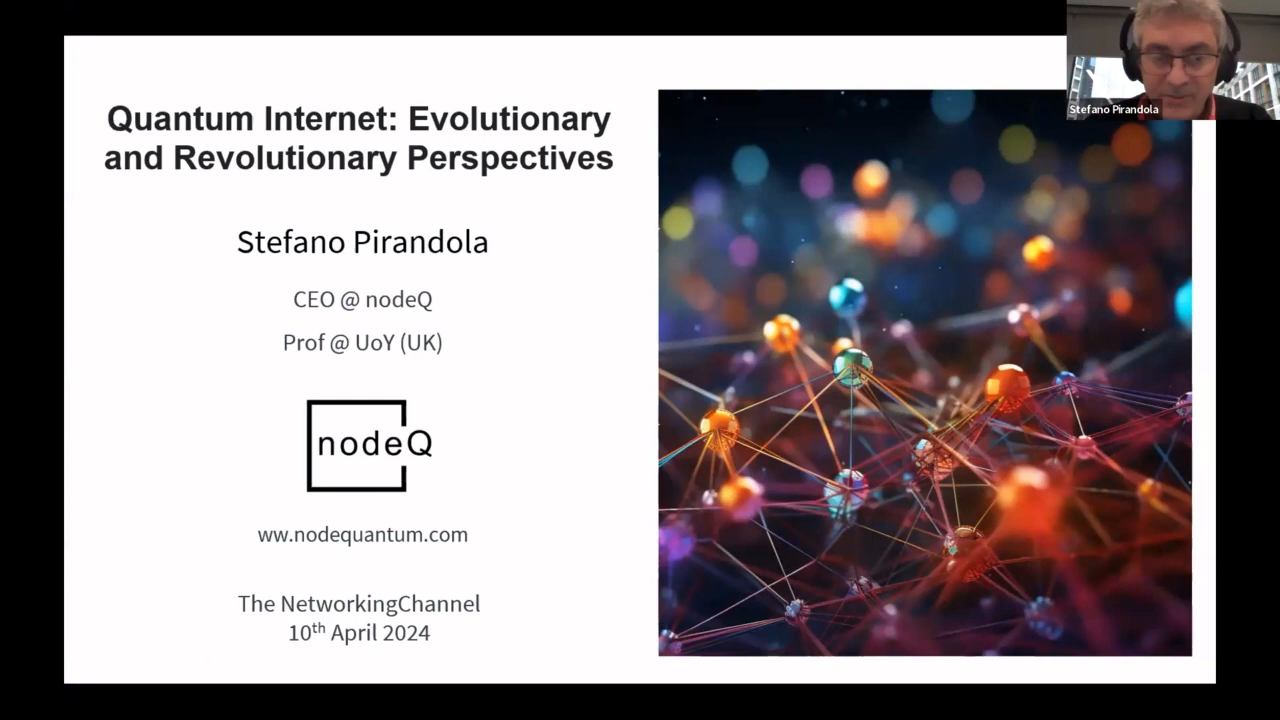 Quantum Internet: Evolutionary
and Revolutionary Perspectives
Stefano Pirandola
CEO @ nodeQ
Prof @ UoY (UK)
nodeQ
ww.nodequantum.com
The NetworkingChannel
10th April 2024
Stefano Pirandola